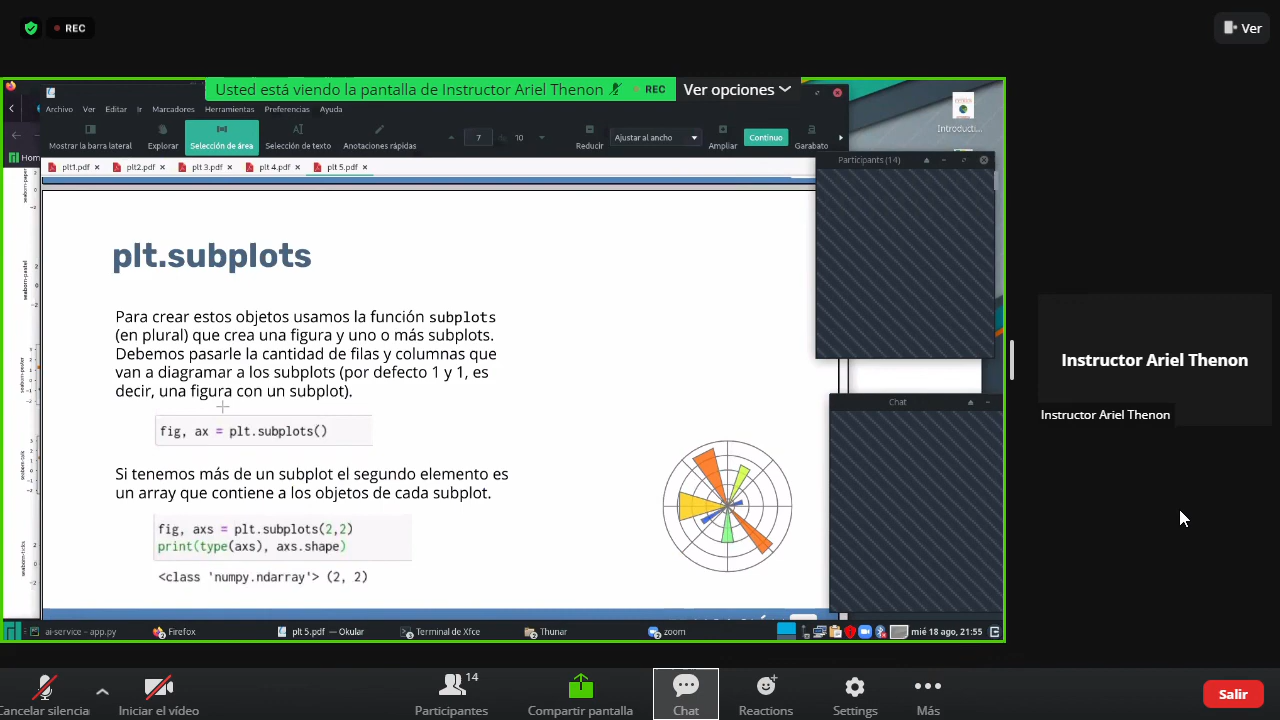 REC
Ver
Usted está viendo la pantalla de Instructor Ariel Thenon
REC
Ver opciones
Archivo Ver Editar Ir Marcadores Herramientas Preferencias Ayuda
Mostrar la barra lateral
Explorar
Selección de área
Selección de texto
Anotaciones rápidas
7
10
Reducir
Ajustar al ancho
Ampliar
Continuo
Garabato
Introducti...
Hom
plt1.pdf
plt2.pdf
plt 3.pdf
plt 4.pdf
plt 5.pdf
Participants (14)
plt.subplots
Para crear estos objetos usamos la función subplots
(en plural) que crea una figura y uno o más subplots.
Debemos pasarle la cantidad de filas y columnas que
van a diagramar a los subplots (por defecto 1 y 1, es
decir, una figura con un subplot).
fig, ax = plt.subplots()
Si tenemos más de un subplot el segundo elemento es
un array que contiene a los objetos de cada subplot.
fig, axs = plt.subplots(2,2)
print(type(axs), axs.shape)
<class 'numpy.ndarray'> (2, 2)
Chat
Instructor Ariel Thenon
Instructor Ariel Thenon
ai-service – app.py
Firefox
plt 5.pdf — Okular
Terminal de Xfce
Thunar
zoom
mié 18 ago, 21:55
Cancelar silencia
Iniciar el vídeo
14
Participantes
Compartir pantalla
Chat
Reactions
Settings
Más
Salir